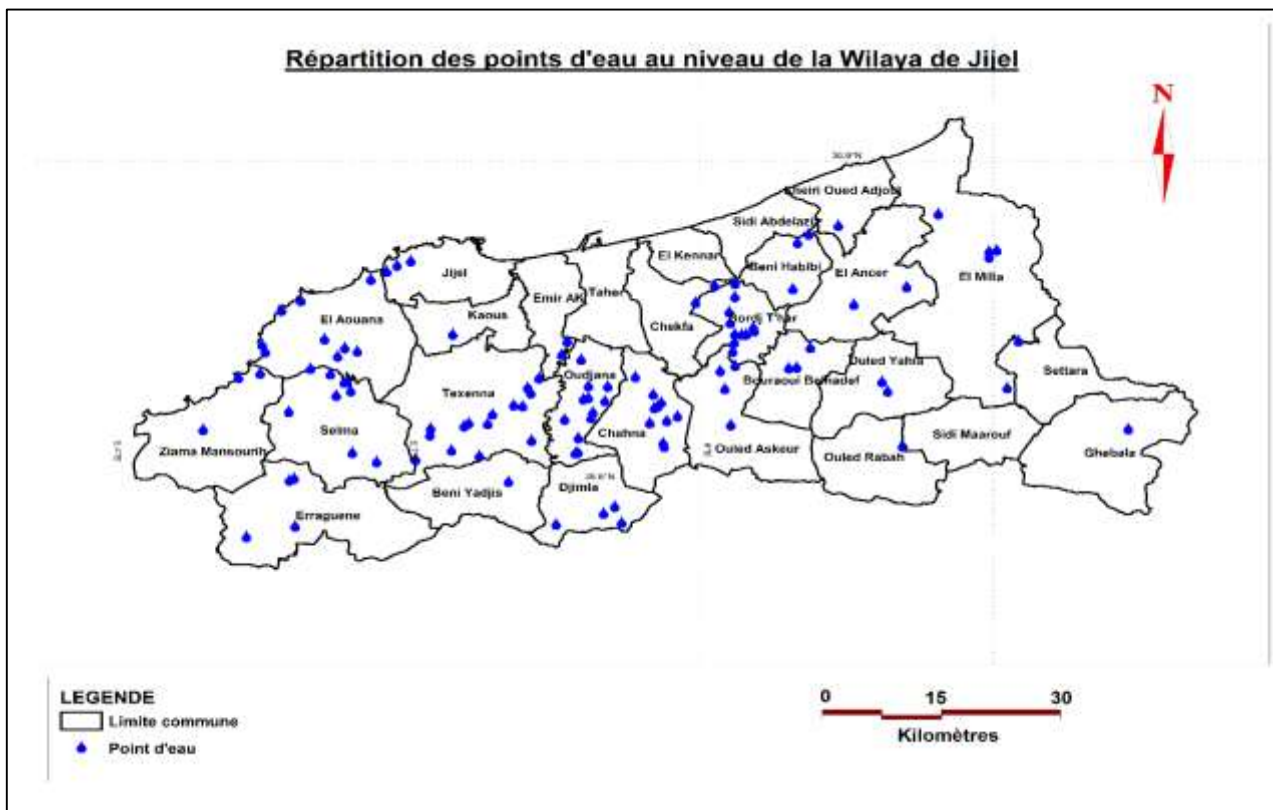 Répartition des points d'eau au niveau de la Wilaya de Jijel
N
Sidi Abdelaziz
El Kennar
Jijel
Beni Habibi
El Ancer
El Milia
Emir AK
Taher
El Aouana
Kaous
Chekfa
Bordj T'har
Oudjana
Ouled Yahia
Settara
Texenna
Bouraoui Belhadef
Selma
Chahna
Ziama Mansourih
Ouled Askeur
Ouled Rabah
Sidi Maarouf
Ghebala
Beni Yadjis
Djimla
Erraguene
LEGENDE
Limite commune
Point d'eau
0 15 30
Kilomètres